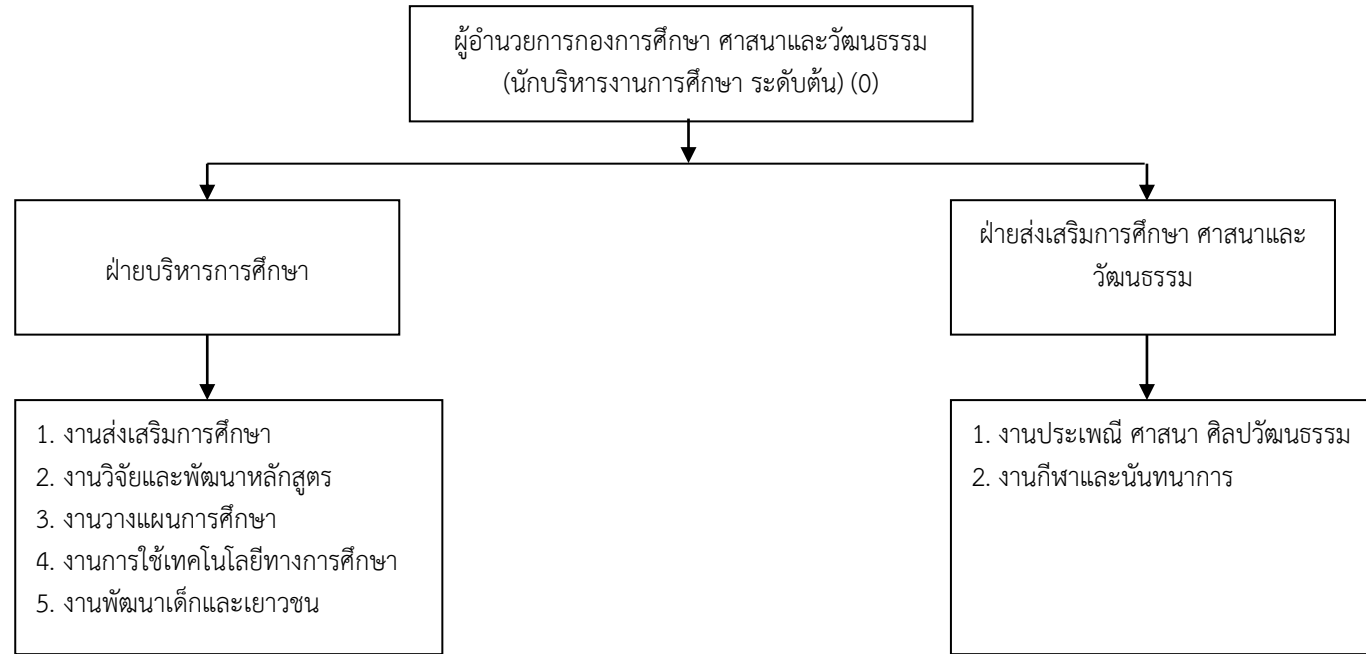 ผู้อำนวยการกองการศึกษา ศาสนาและวัฒนธรรม
(นักบริหารงานการศึกษา ระดับต้น) (0)
ฝ่ายบริหารการศึกษา
ฝ่ายส่งเสริมการศึกษา ศาสนาและ
วัฒนธรรม
1. งานส่งเสริมการศึกษา
2. งานวิจัยและพัฒนาหลักสูตร
3. งานวางแผนการศึกษา
4. งานการใช้เทคโนโลยีทางการศึกษา
5. งานพัฒนาเด็กและเยาวชน
1. งานประเพณี ศาสนา ศิลปวัฒนธรรม
2. งานกีฬาและนันทนาการ